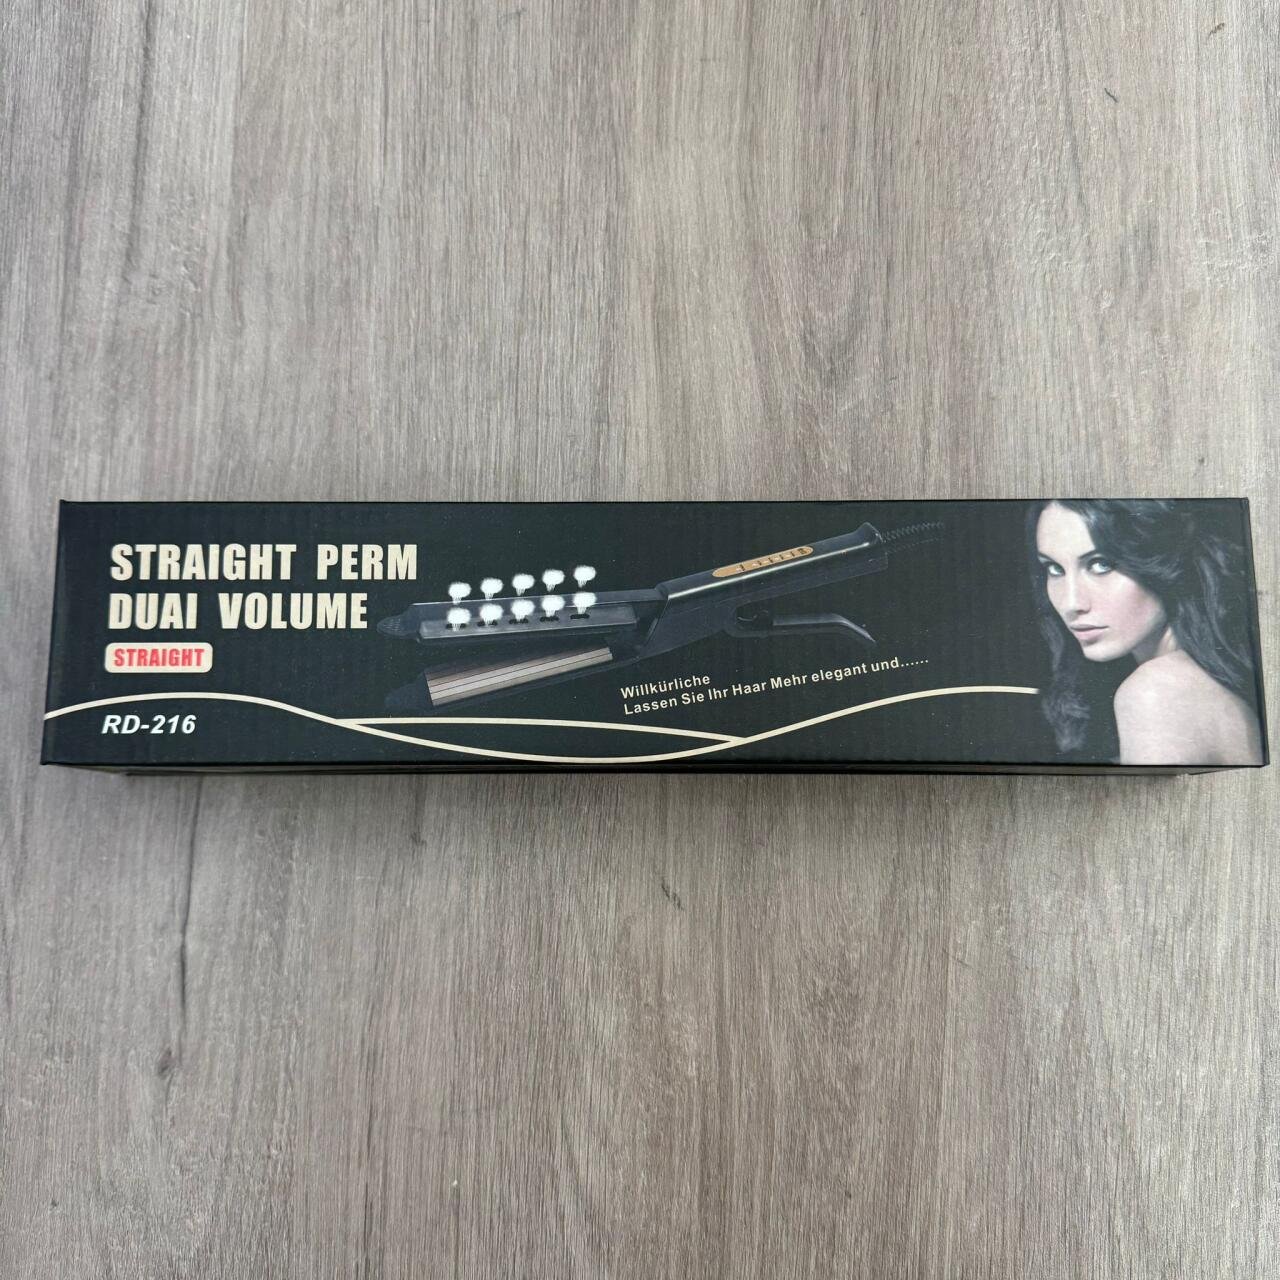 STRAIGHT PERM
DUAI VOLUME
STRAIGHT
RD-216
Willkürliche
Lassen Sie Ihr Haar Mehr elegant und......